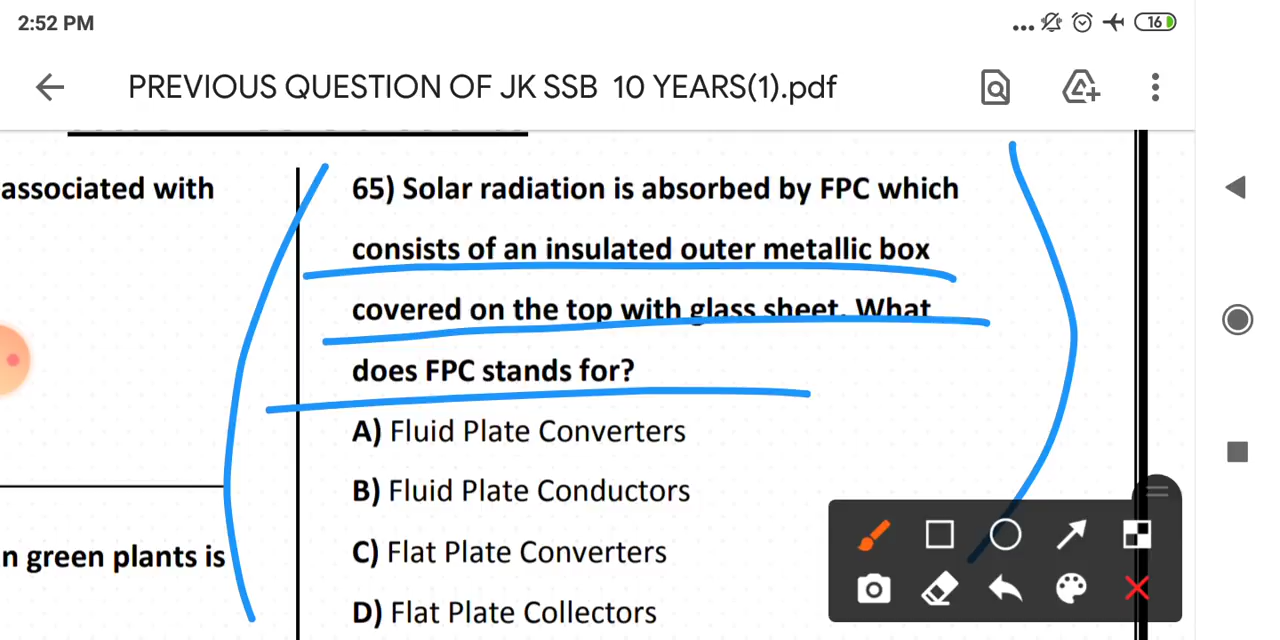 2:52 PM
16
PREVIOUS QUESTION OF JK SSB 10 YEARS(1).pdf
associated with
n green plants is
65) Solar radiation is absorbed by FPC which
consists of an insulated outer metallic box
covered on the top with glass sheet. What
does FPC stands for?
A) Fluid Plate Converters
B) Fluid Plate Conductors
C) Flat Plate Converters
D) Flat Plate Collectors